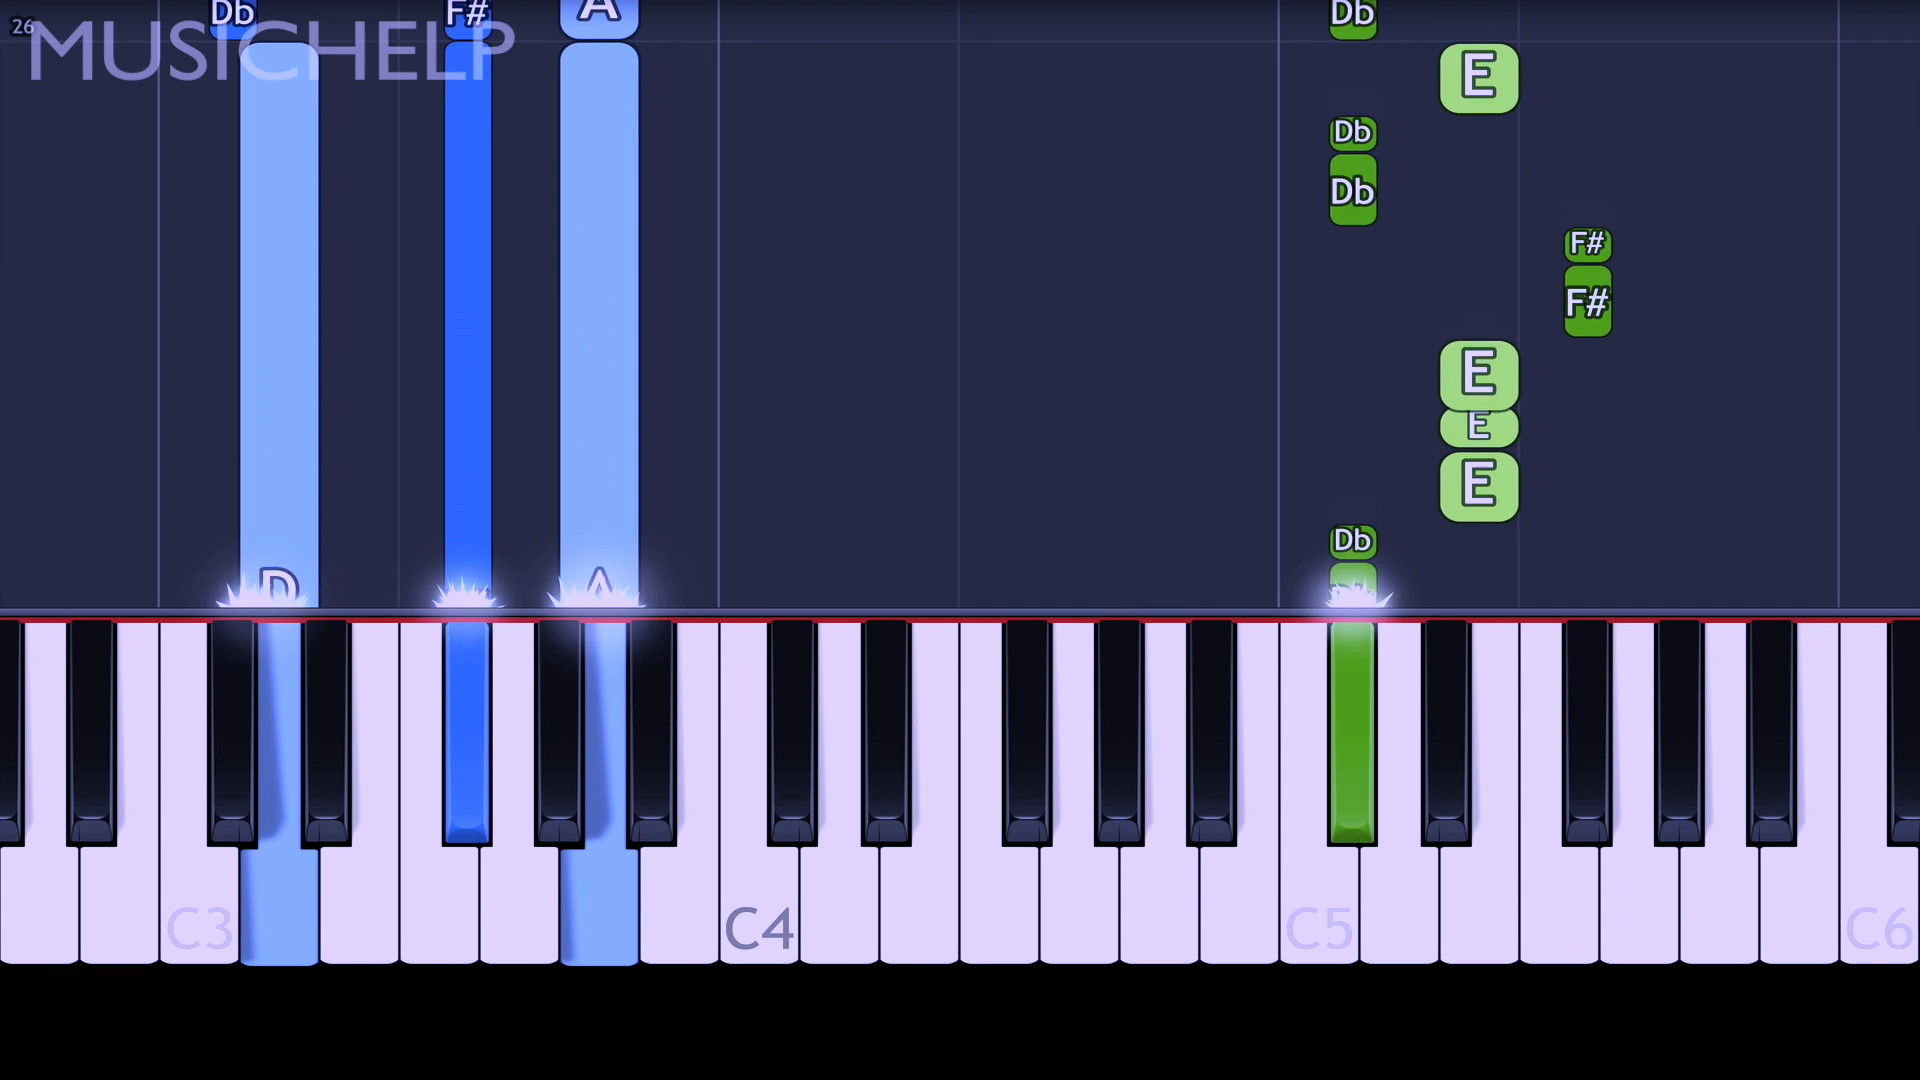 Db F# A Db
26
MUSICHELP
E
Db
Db
F#
F#
E
E
E
Db
D A
C3 C4 C5 C6